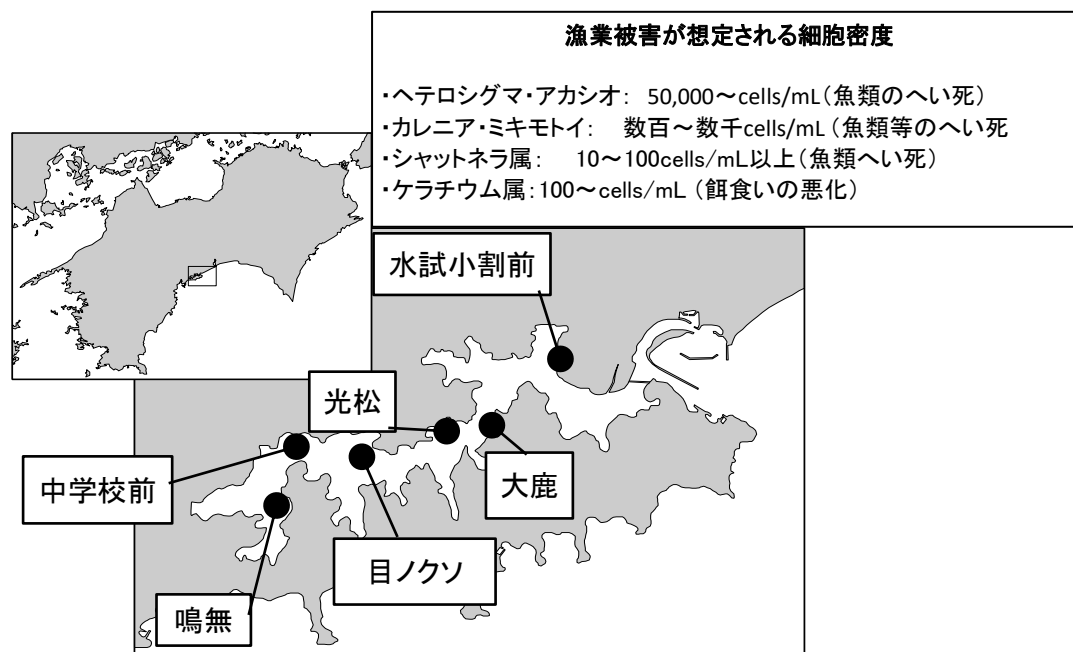 漁業被害が想定される細胞密度
・ヘテロシグマ・アカシオ： 50,000～cells/mL（魚類のへい死）
・カレニア・ミキモトイ： 数百～数千cells/mL （魚類等のへい死
・シャットネラ属： 10～100cells/mL以上（魚類へい死）
・ケラチウム属：100～cells/mL （餌食いの悪化）
水試小割前
光松
中学校前
大鹿
目ノクソ
鳴無